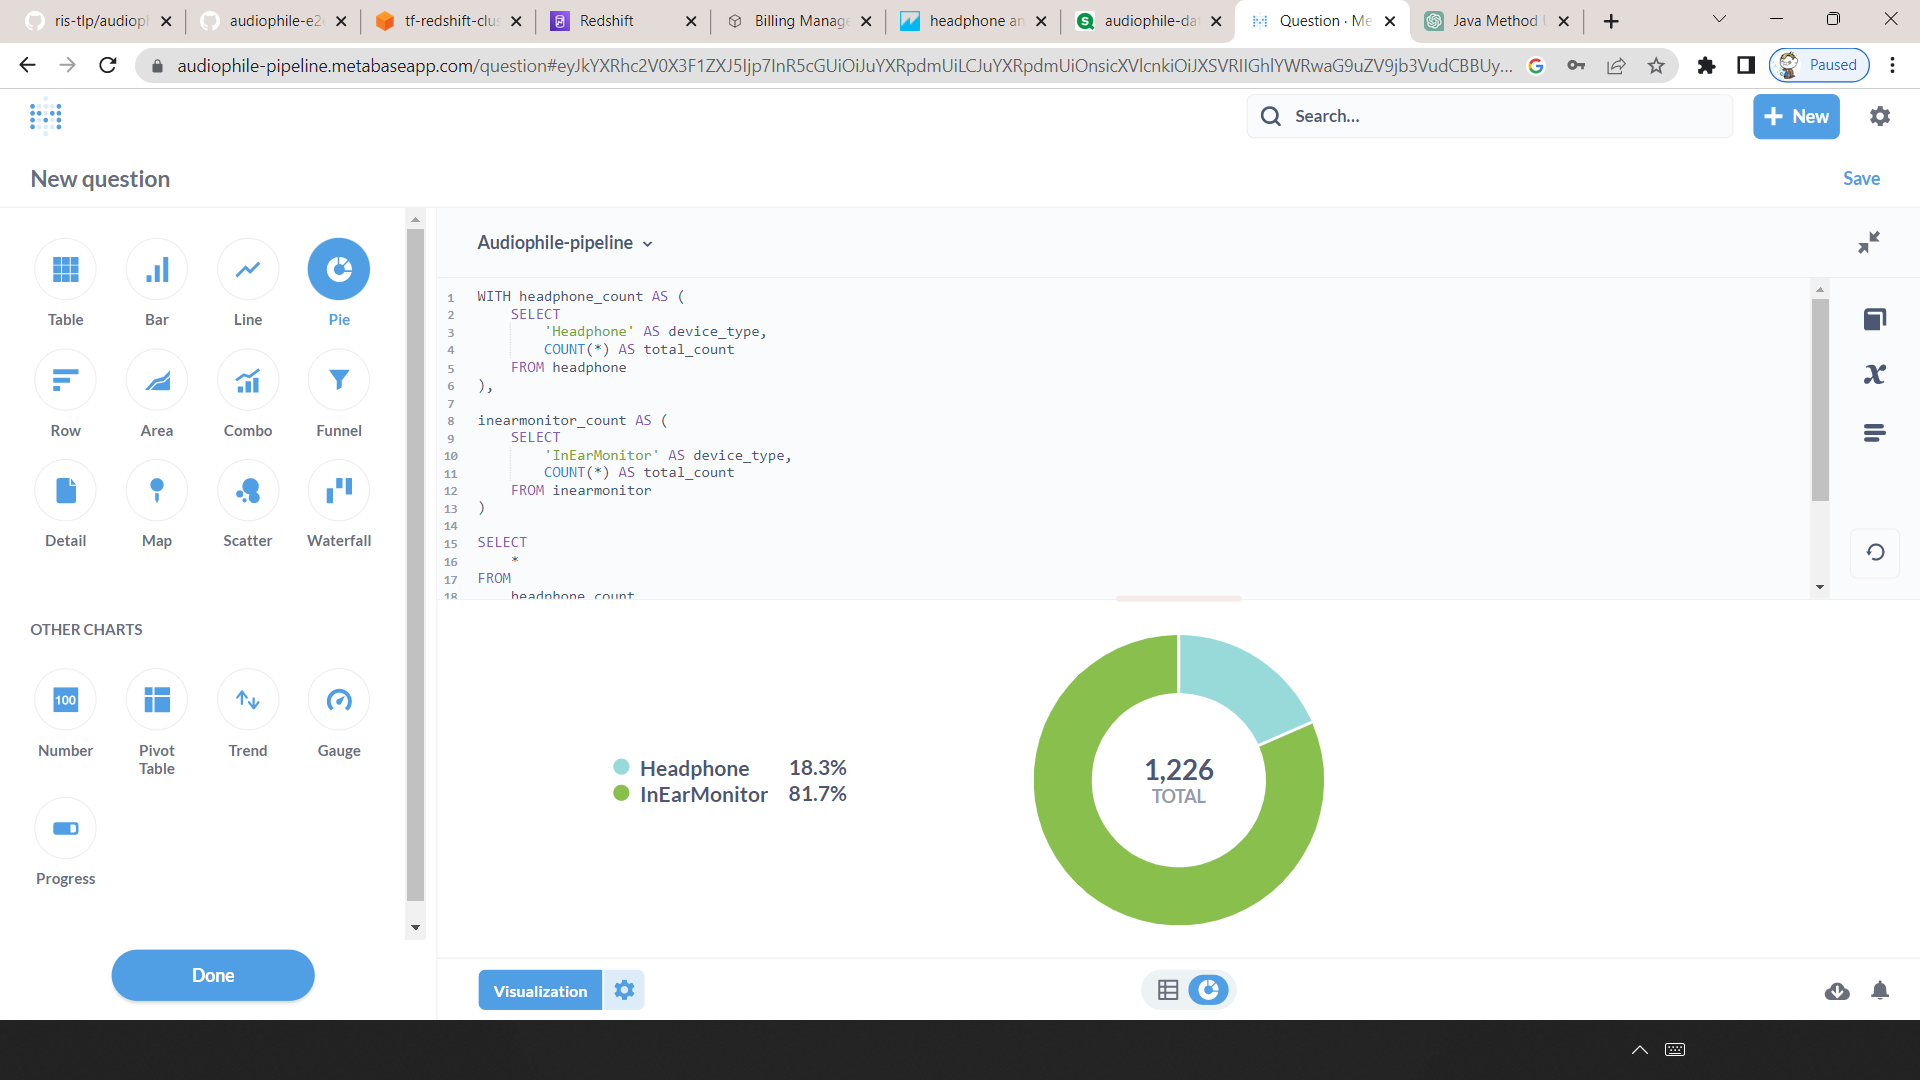 ris-tlp/audioph
audiophile-e2e
tf-redshift-clus
Redshift
Billing Manage
headphone an
audiophile-dat
Question · Me
Java Method U
audiophile-pipeline.metabaseapp.com/question#eyJkYXRhc2V0X3F1ZXJ5Ijp7InR5cGUiOiJuYXRpdmUiLCJuYXRpdmUiOnsicXVlcnkiOiJXSVRIIGhlYWRwaG9uZV9jb3VudCBBUy...
Paused
Search...
New
New question
Save
Table
Bar
Line
Pie
Row
Area
Combo
Funnel
Detail
Map
Scatter
Waterfall
OTHER CHARTS
100
Number
Pivot
Table
Trend
Gauge
Progress
Done
Audiophile-pipeline
1 WITH headphone_count AS (
2 SELECT
3 'Headphone' AS device_type,
4 COUNT(*) AS total_count
5 FROM headphone
6 ),
7
8 inearmonitor_count AS (
9 SELECT
10 'InEarMonitor' AS device_type,
11 COUNT(*) AS total_count
12 FROM inearmonitor
13 )
14
15 SELECT
16 *
17 FROM
18 headphone_count
Headphone 18.3%
InEarMonitor 81.7%
1,226
TOTAL
Visualization